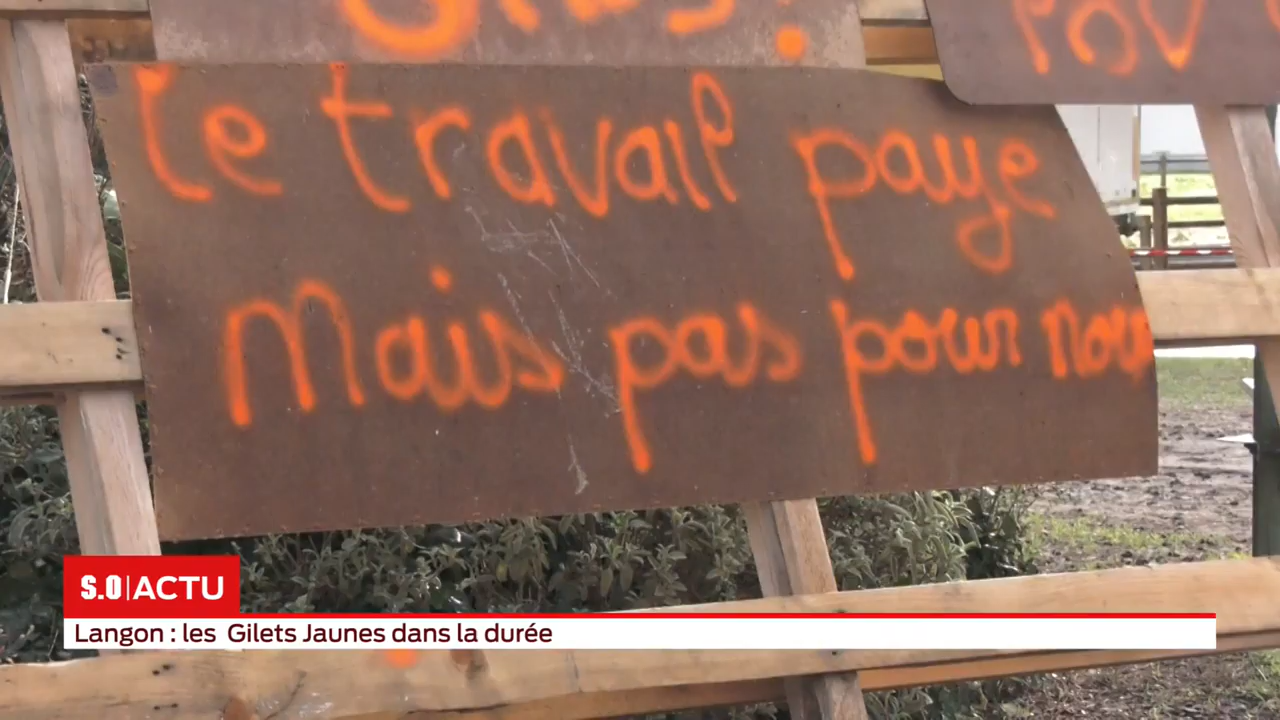 le travail paye
Mais pas pour nous
S.O ACTU
Langon : les Gilets Jaunes dans la durée